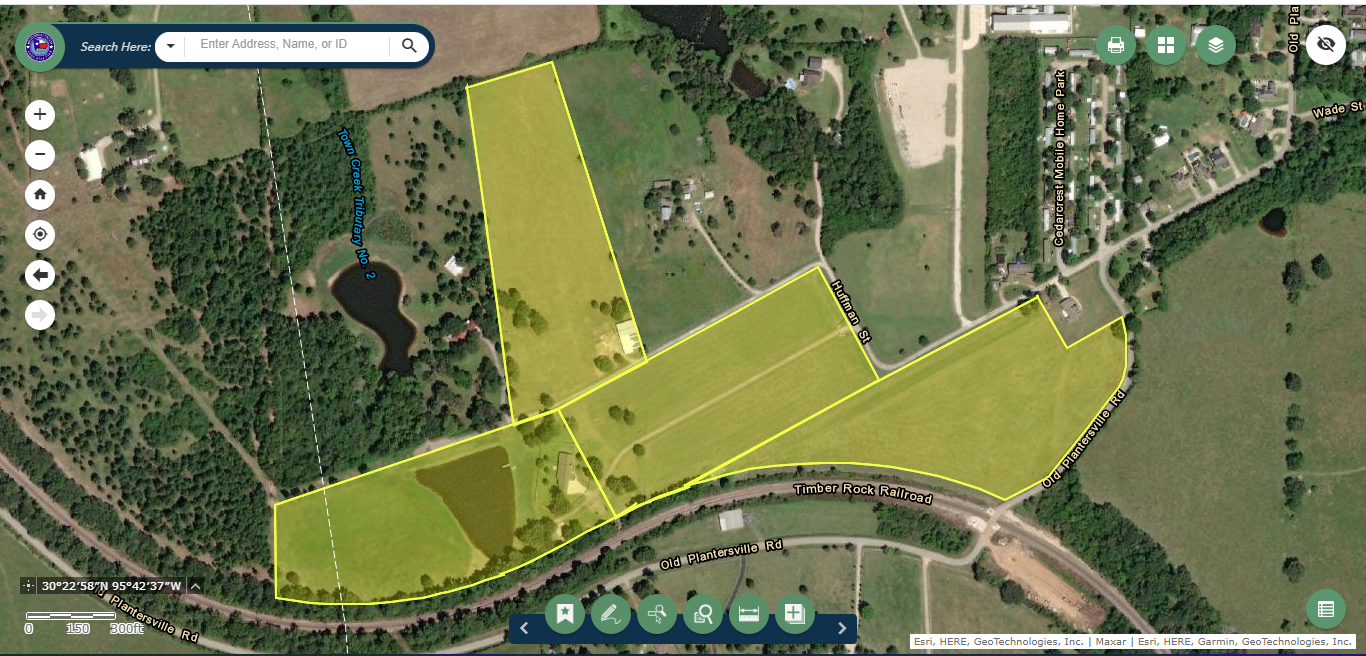 Search Here:
Enter Address, Name, or ID
Old Pla
Wade St
Cedarcrest Mobile Home Park
Town Creek Tributary No. 2
Huffman St
Old Plantersville Rd
Timber Rock Railroad
Old Plantersville Rd
30°22'58"N 95°42'37"W
ld Plantersville Rd
0 150 300ft
Esri, HERE, GeoTechnologies, Inc. | Maxar | Esri, HERE, Garmin, GeoTechnologies, Inc.